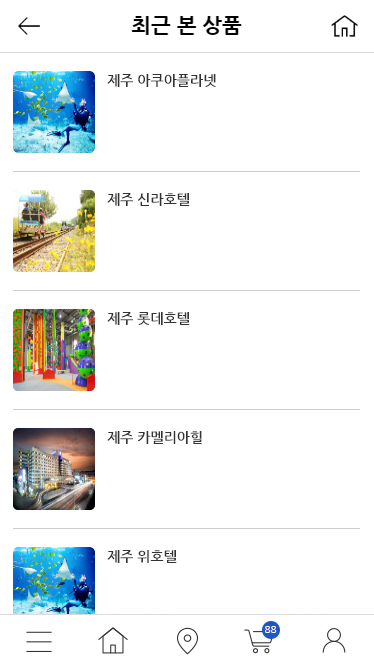 최근 본 상품
제주 아쿠아플라넷
제주 신라호텔
제주 롯데호텔
제주 카멜리아힐
제주 위호텔
88